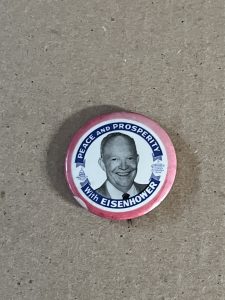 PEACE AND PROSPERITY
With EISENHOWER